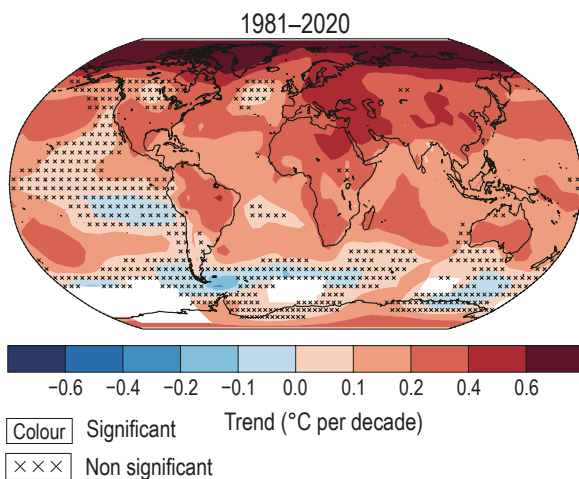 1981–2020
−0.6 −0.4 −0.2 −0.1 0.0 0.1 0.2 0.4 0.6
Trend (°C per decade)
Colour Significant
××× Non significant